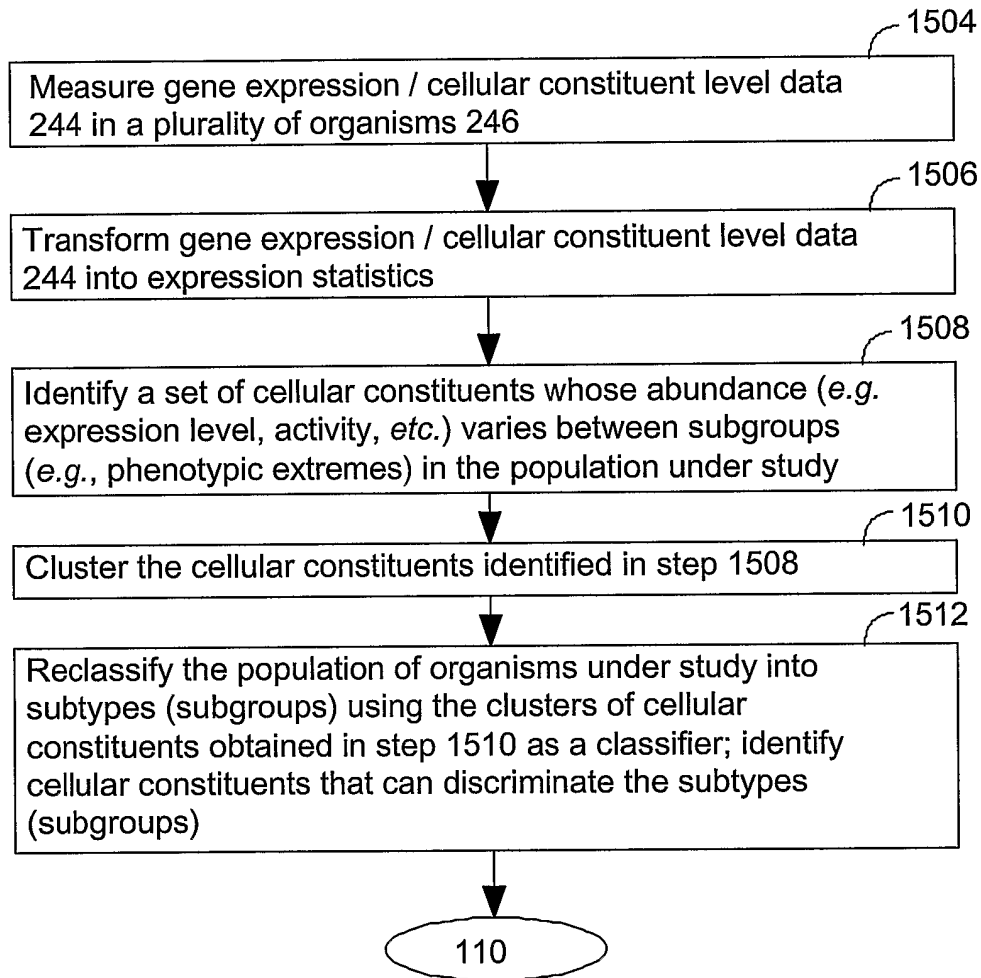 1504
Measure gene expression / cellular constituent level data
244 in a plurality of organisms 246
1506
Transform gene expression / cellular constituent level data
244 into expression statistics
1508
Identify a set of cellular constituents whose abundance (e.g.
expression level, activity, etc.) varies between subgroups
(e.g., phenotypic extremes) in the population under study
1510
Cluster the cellular constituents identified in step 1508
1512
Reclassify the population of organisms under study into
subtypes (subgroups) using the clusters of cellular
constituents obtained in step 1510 as a classifier; identify
cellular constituents that can discriminate the subtypes
(subgroups)
110